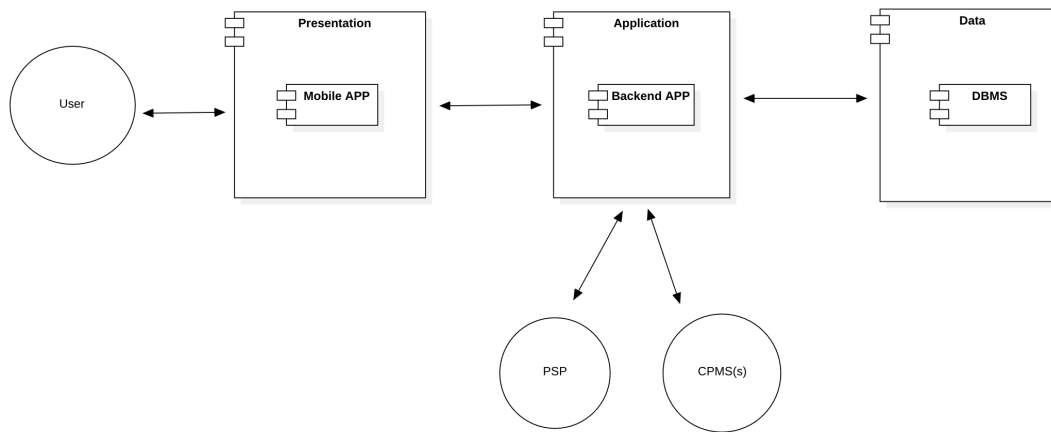 Presentation
Application
Data
User
Mobile APP
Backend APP
DBMS
PSP
CPMS(s)